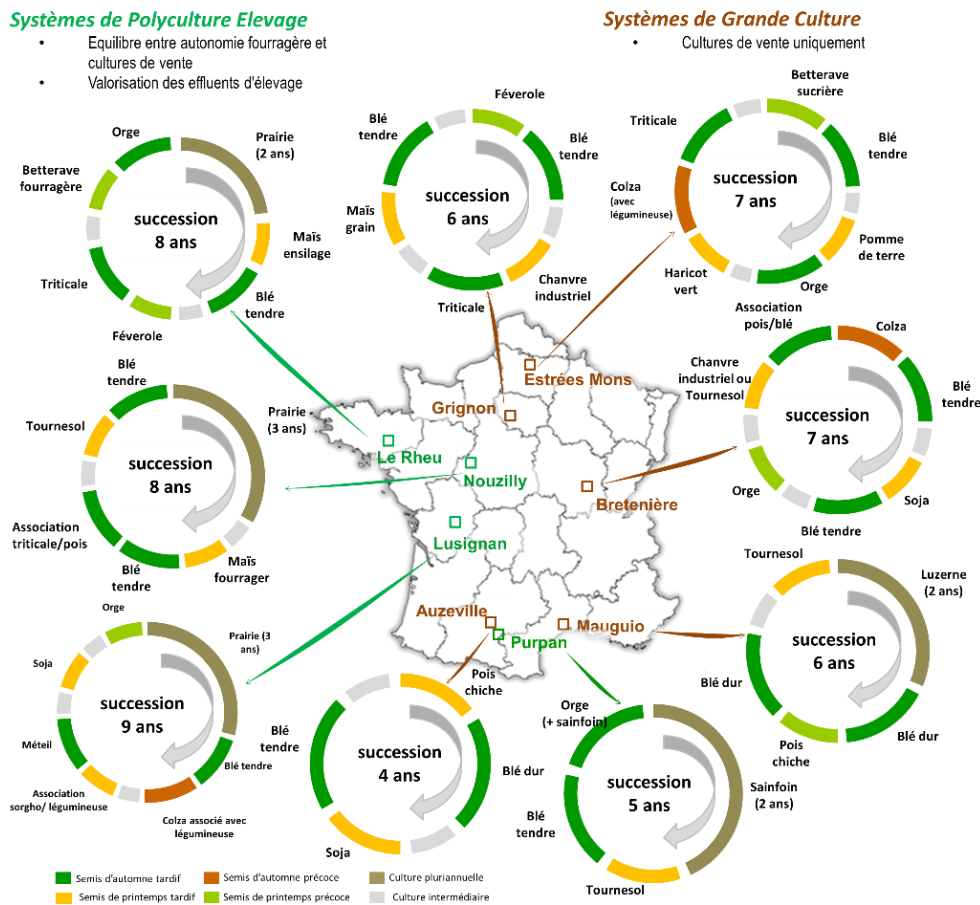 Systèmes de Polyculture Elevage
• Equilibre entre autonomie fourragère et
cultures de vente
• Valorisation des effluents d'élevage
Systèmes de Grande Culture
• Cultures de vente uniquement
Orge
Prairie
(2 ans)
Betterave
fourragère
succession
8 ans
Maïs
ensilage
Triticale
Blé
tendre
Féverole
Féverole
Blé
tendre
Blé
tendre
succession
6 ans
Maïs
grain
Chanvre
industriel
Triticale
Betterave
sucrière
Triticale
Blé
tendre
Colza
(avec
légumineuse)
succession
7 ans
Pomme
de terre
Haricot
vert
Orge
Association
pois/blé
Colza
Chanvre
industriel ou
Tournesol
Blé
tendre
succession
7 ans
Orge
Soja
Blé tendre
Blé
tendre
Prairie
(3 ans)
Tournesol
succession
8 ans
Association
triticale/pois
Blé
tendre
Maïs
fourrager
Estrées Mons
Grignon
Le Rheu
Nouzilly
Bretenière
Lusignan
Auzeville
Mauguio
Purpan
Tournesol
Luzerne
(2 ans)
succession
6 ans
Blé dur
Pois
chiche
Blé dur
Orge
Prairie (3
ans)
Soja
succession
9 ans
Méteil
Blé tendre
Association
sorgho/ légumineuse
Colza associé avec
légumineuse
Pois
chiche
Blé
tendre
succession
4 ans
Blé dur
Soja
Orge
(+ sainfoin)
Sainfoin
(2 ans)
succession
5 ans
Blé
tendre
Tournesol
Semis d'automne tardif
Semis d'automne précoce
Culture pluriannuelle
Semis de printemps tardif
Semis de printemps précoce
Culture intermédiaire